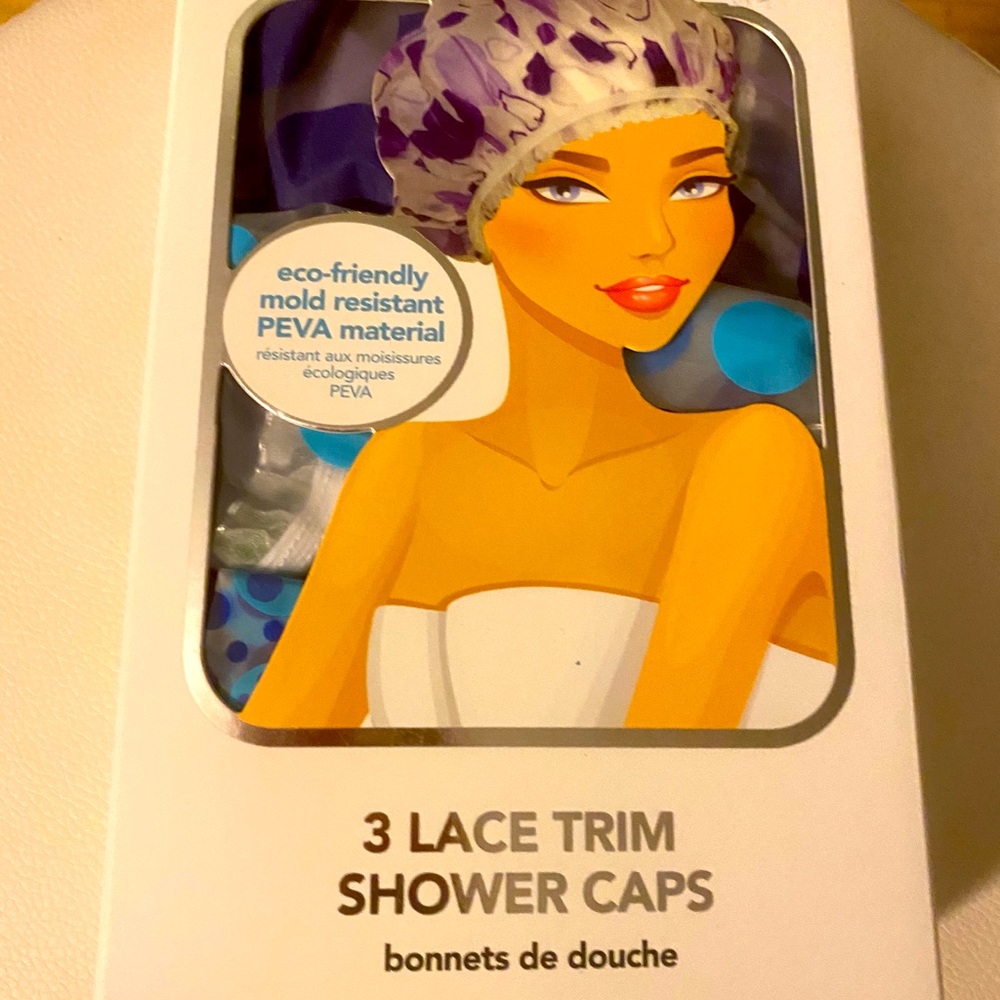 eco-friendly
mold resistant
PEVA material
résistant aux moisissures
écologiques
PEVA
3 LACE TRIM
SHOWER CAPS
bonnets de douche